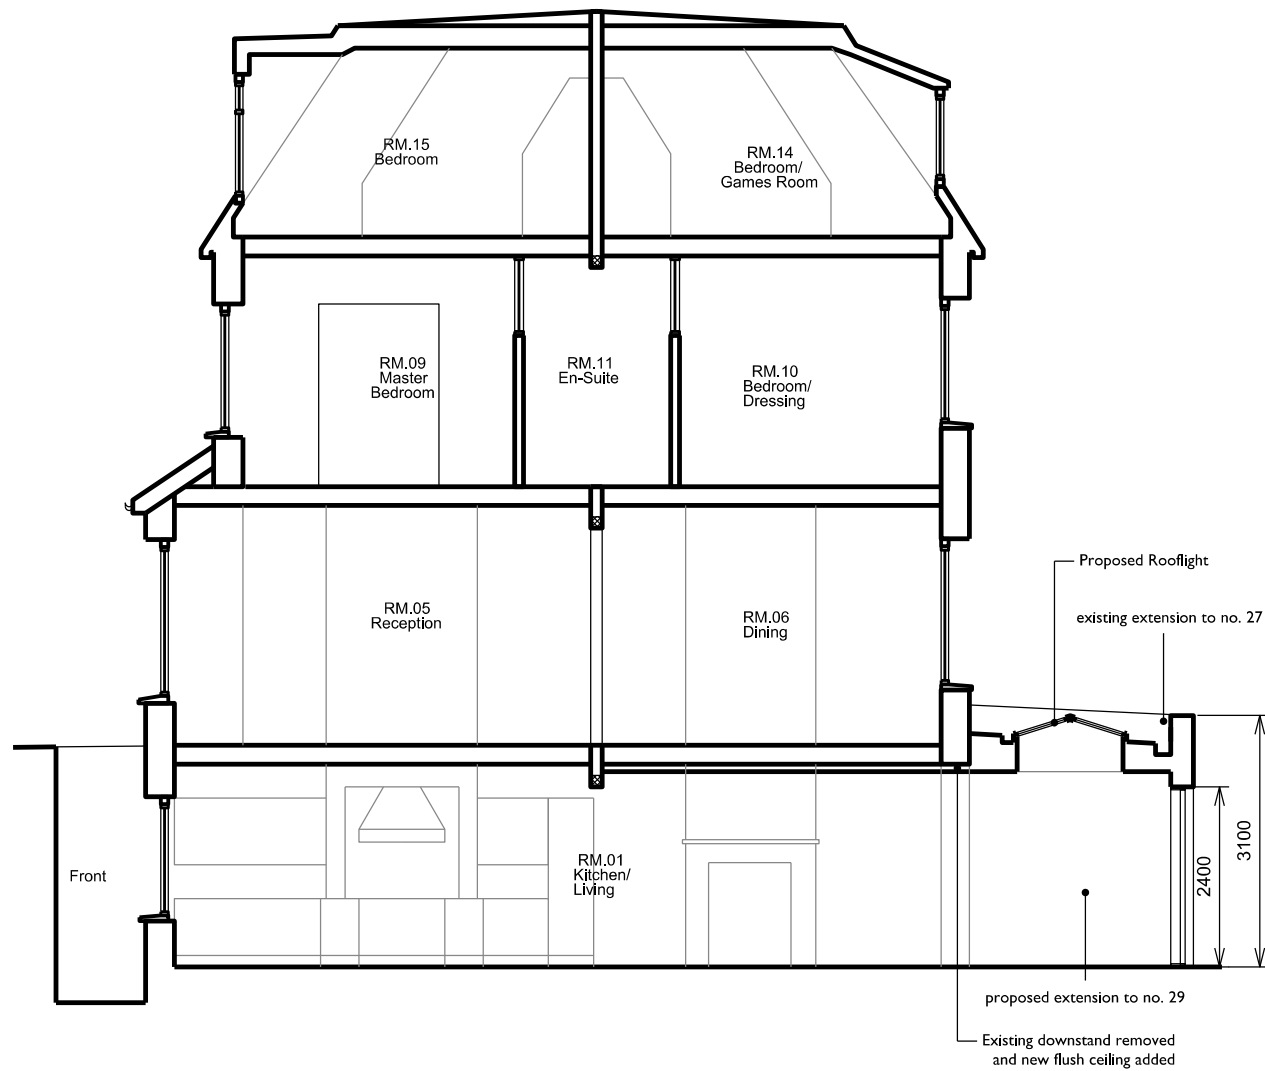 RM.15
Bedroom
RM.14
Bedroom/
Games Room
RM.09
Master
Bedroom
RM.11
En-Suite
RM.10
Bedroom/
Dressing
Proposed Rooflight
existing extension to no. 27
RM.05
Reception
RM.06
Dining
Front
RM.01
Kitchen/
Living
2400
3100
proposed extension to no. 29
Existing downstand removed
and new flush ceiling added